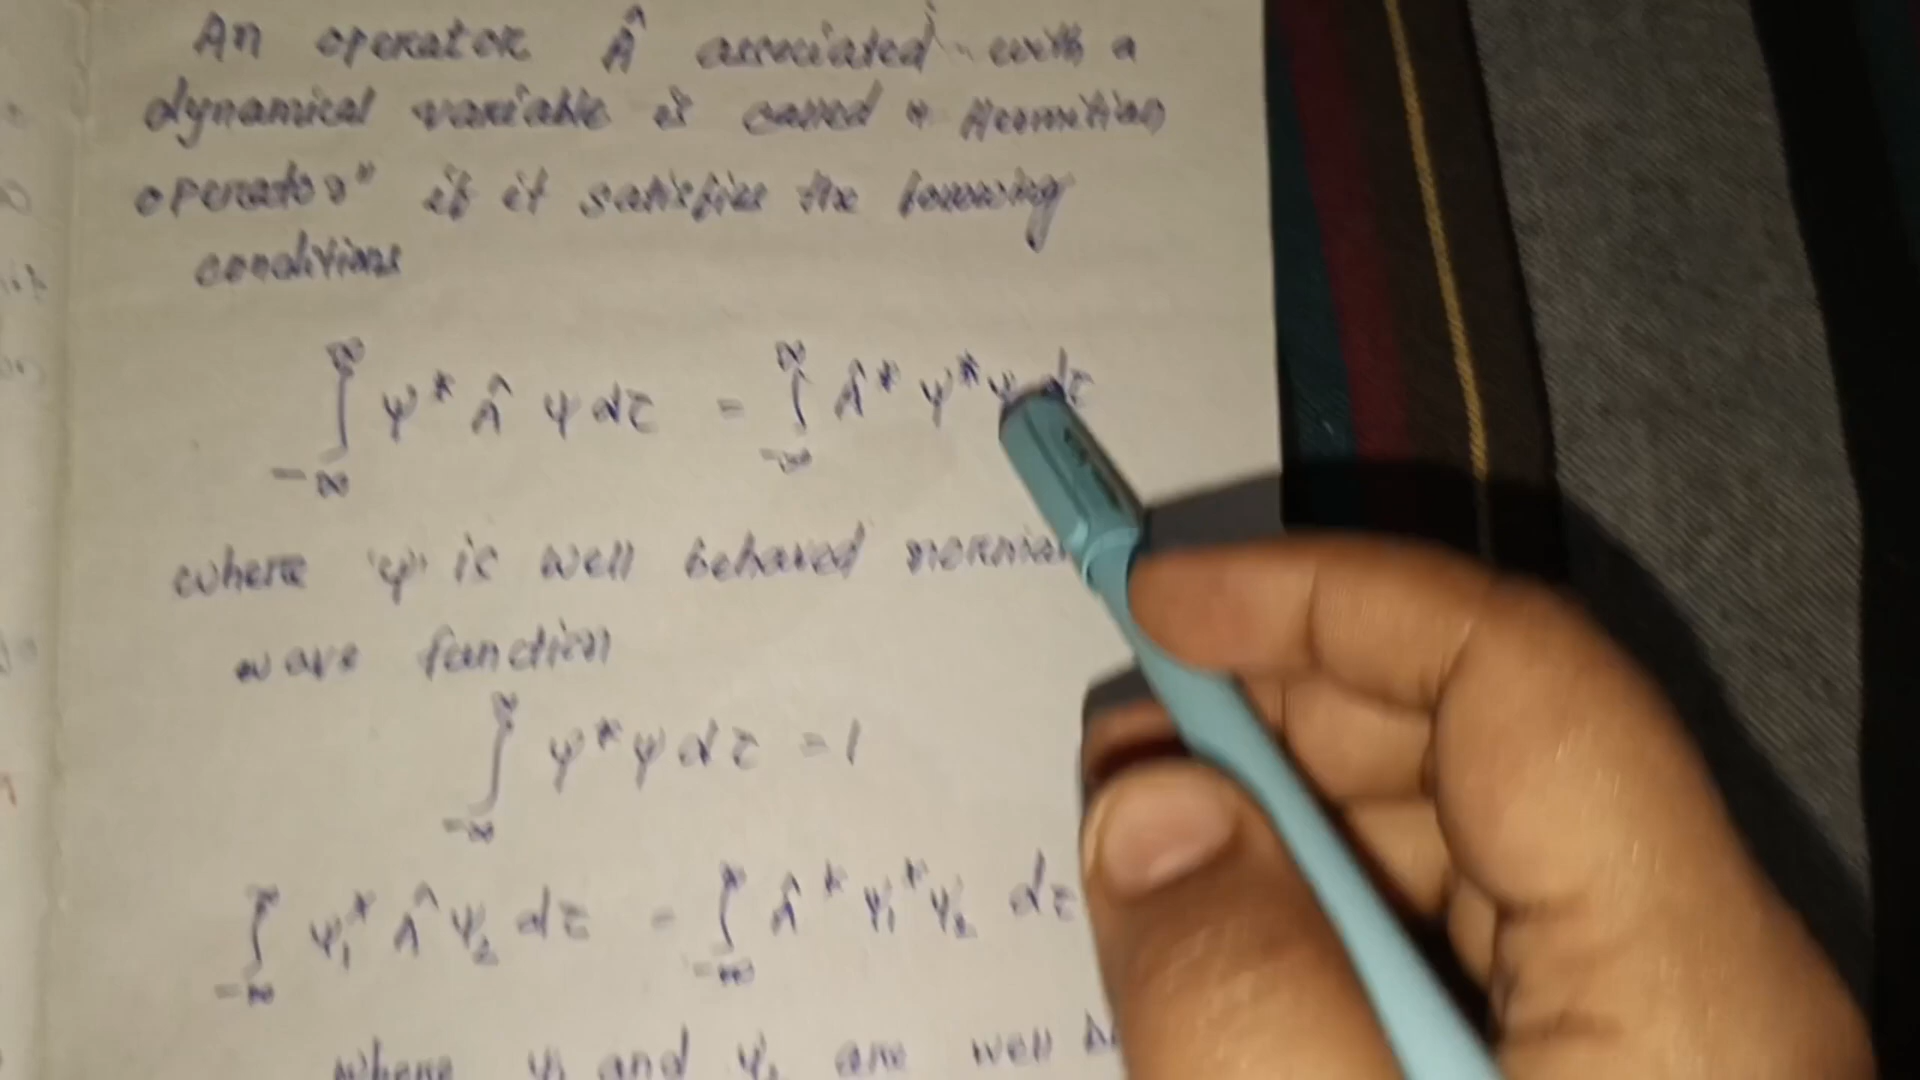 An operator Â associated with a
dynamical variable is called " Hermitian
operator" if it satisfies the following
conditions
∫_{-∞}^{∞} ψ* Â ψ dτ = ∫_{-∞}^{∞} Â* ψ* ψ dτ
where 'ψ' is well behaved
wave function
∫_{-∞}^{∞} ψ* ψ dτ = 1
∫_{-∞}^{∞} ψ₁* Â ψ₂ dτ = ∫_{-∞}^{∞} Â* ψ₁* ψ₂ dτ
where ψ₁ and ψ₂ are well